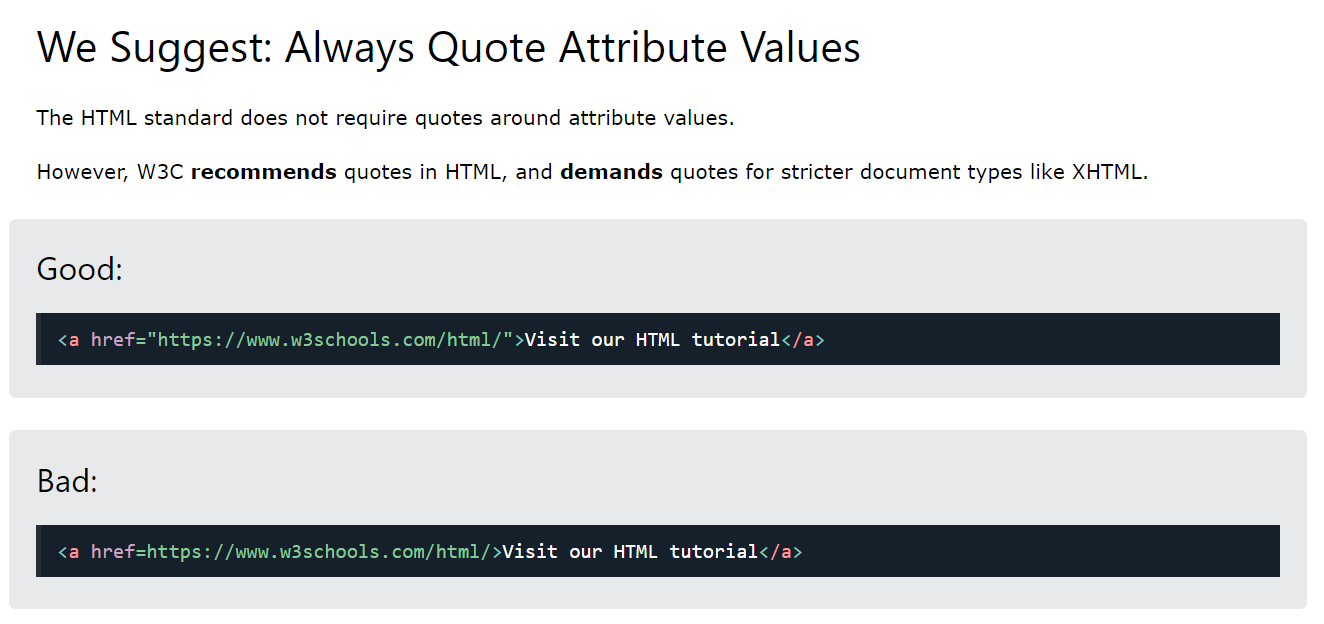 We Suggest: Always Quote Attribute Values
The HTML standard does not require quotes around attribute values.
However, W3C recommends quotes in HTML, and demands quotes for stricter document types like XHTML.
Good:
<a href="https://www.w3schools.com/html/">Visit our HTML tutorial</a>
Bad:
<a href=https://www.w3schools.com/html/>Visit our HTML tutorial</a>